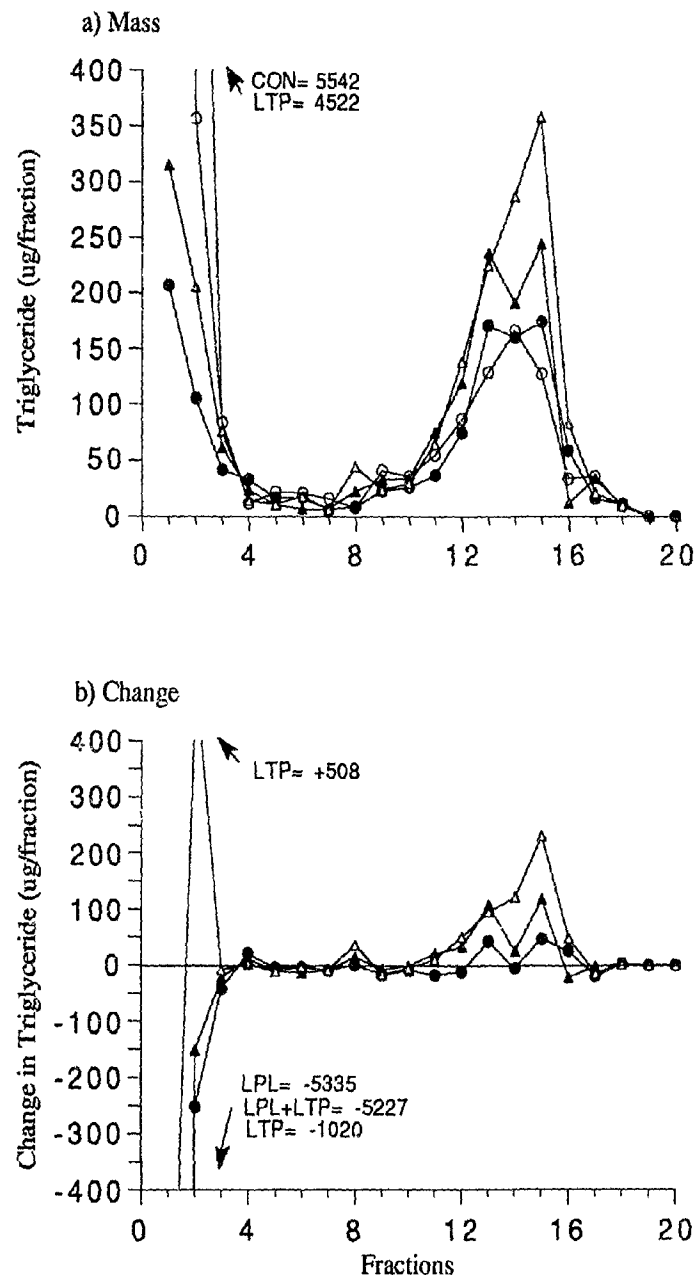 a) Mass
400
350
300
250
200
150
100
50
0
Triglyceride (ug/fraction)
CON= 5542
LTP= 4522
0 4 8 12 16 20
b) Change
400
300
200
100
0
-100
-200
-300
-400
Change in Triglyceride (ug/fraction)
LTP= +508
LPL= -5335
LPL+LTP= -5227
LTP= -1020
0 4 8 12 16 20
Fractions